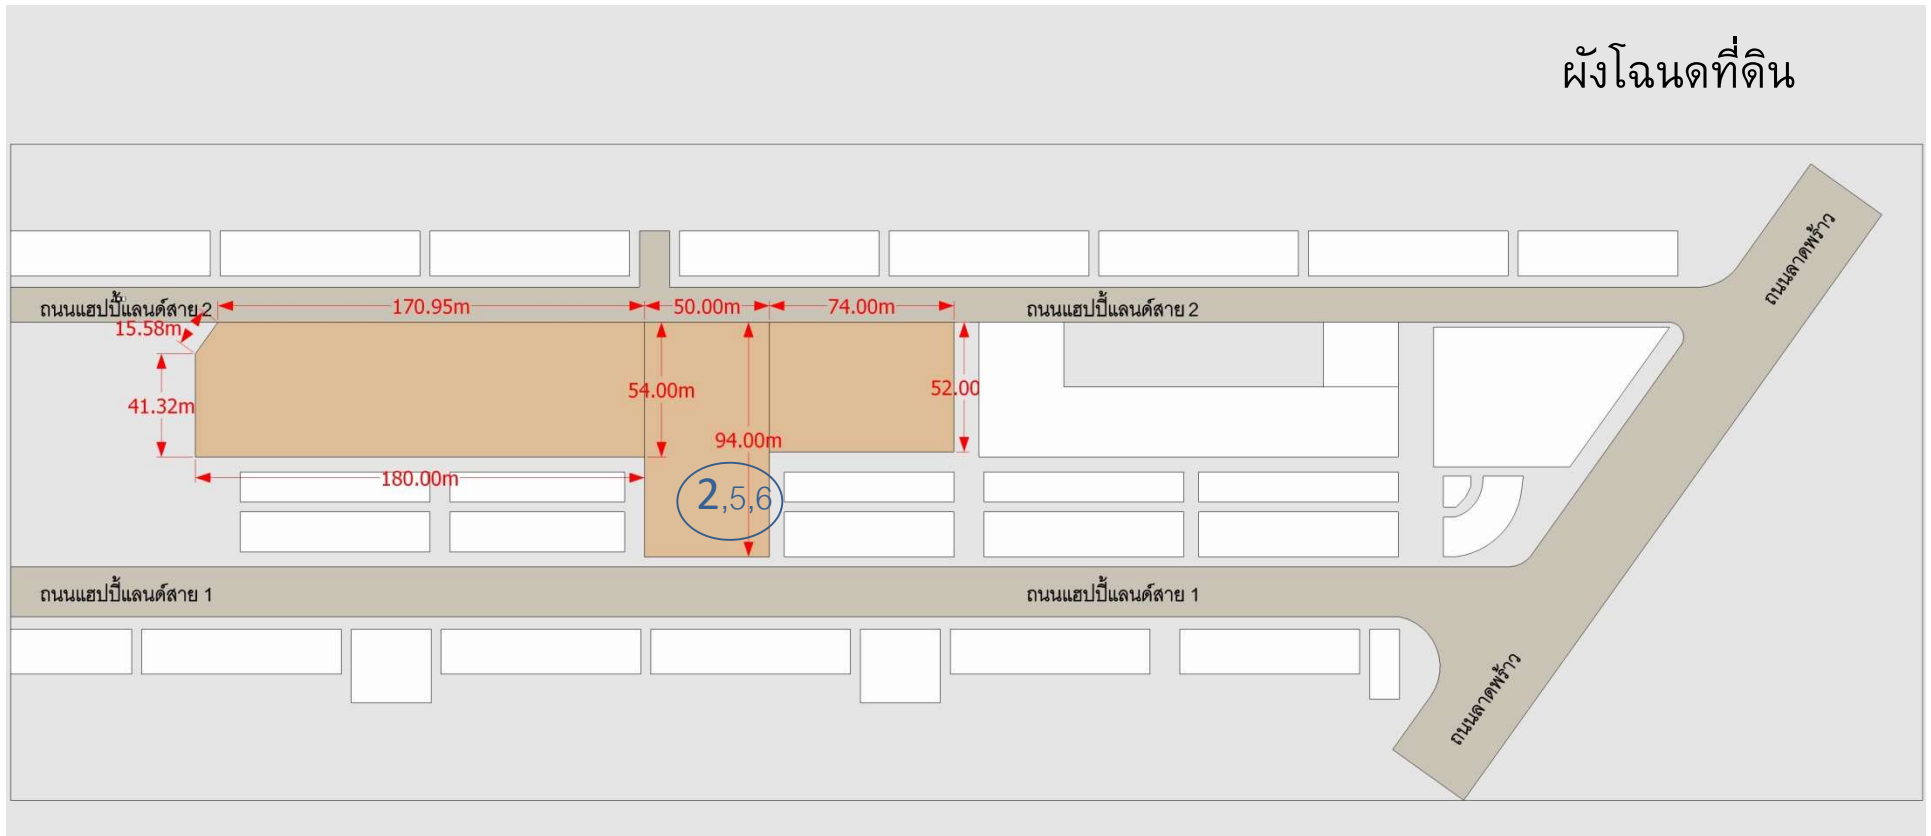 ผังโฉนดที่ดิน
ถนนลาดพร้าว
ถนนแฮปปี้แลนด์สาย 2
170.95m
50.00m
74.00m
ถนนแฮปปี้แลนด์สาย 2
15.58m
41.32m
54.00m
52.00
94.00m
180.00m
2,5,6
ถนนแฮปปี้แลนด์สาย 1
ถนนแฮปปี้แลนด์สาย 1
ถนนลาดพร้าว